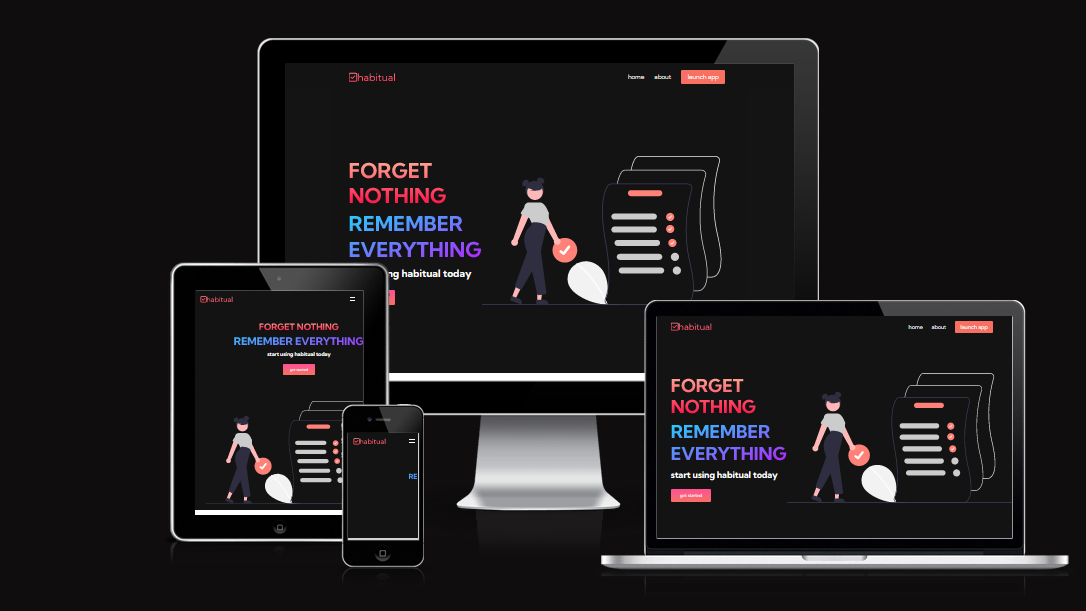 habitual
home about launch app
FORGET
NOTHING
REMEMBER
EVERYTHING
ng habitual today
habitual
FORGET NOTHING
REMEMBER EVERYTHING
start using habitual today
get started
habitual
RE
habitual
home about launch app
FORGET
NOTHING
REMEMBER
EVERYTHING
start using habitual today
get started